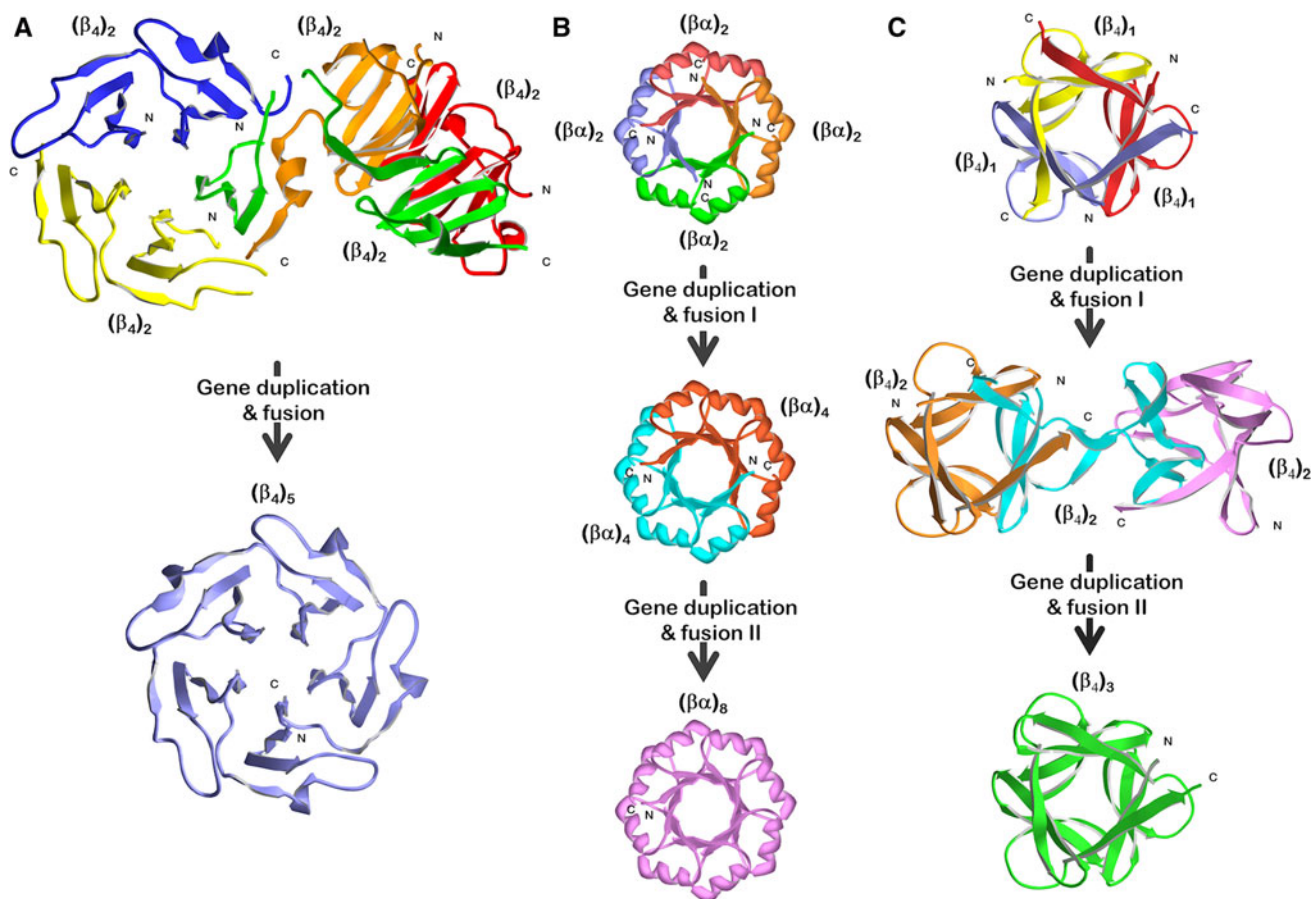 A
(β₄)₂
(β₄)₂
N
C
C
N
(β₄)₂
N
C
N
C
N
C
(β₄)₂
(β₄)₂
Gene duplication
& fusion
(β₄)₅
C
N
B
(βα)₂
C
N
(βα)₂
C
N
N
C
(βα)₂
N
C
(βα)₂
Gene duplication
& fusion I
(βα)₄
N
C
C
N
(βα)₄
Gene duplication
& fusion II
(βα)₈
C
N
C
C
(β₄)₁
N
N
C
(β₄)₁
(β₄)₁
C
N
Gene duplication
& fusion I
(β₄)₂
C
N
N
C
(β₄)₂
(β₄)₂
C
N
Gene duplication
& fusion II
(β₄)₃
N
C